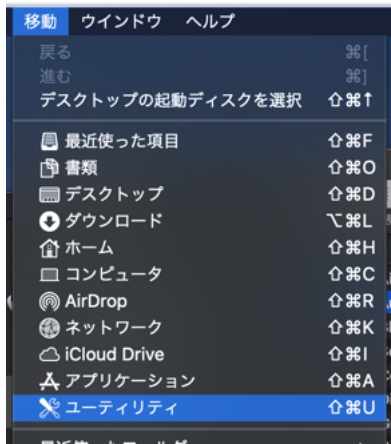 移動 ウインドウ ヘルプ
戻る ⌘[
進む ⌘]
デスクトップの起動ディスクを選択 ⇧⌘↑
最近使った項目 ⇧⌘F
書類 ⇧⌘O
デスクトップ ⇧⌘D
ダウンロード ⌥⌘L
ホーム ⇧⌘H
コンピュータ ⇧⌘C
AirDrop ⇧⌘R
ネットワーク ⇧⌘K
iCloud Drive ⇧⌘I
アプリケーション ⇧⌘A
ユーティリティ ⇧⌘U